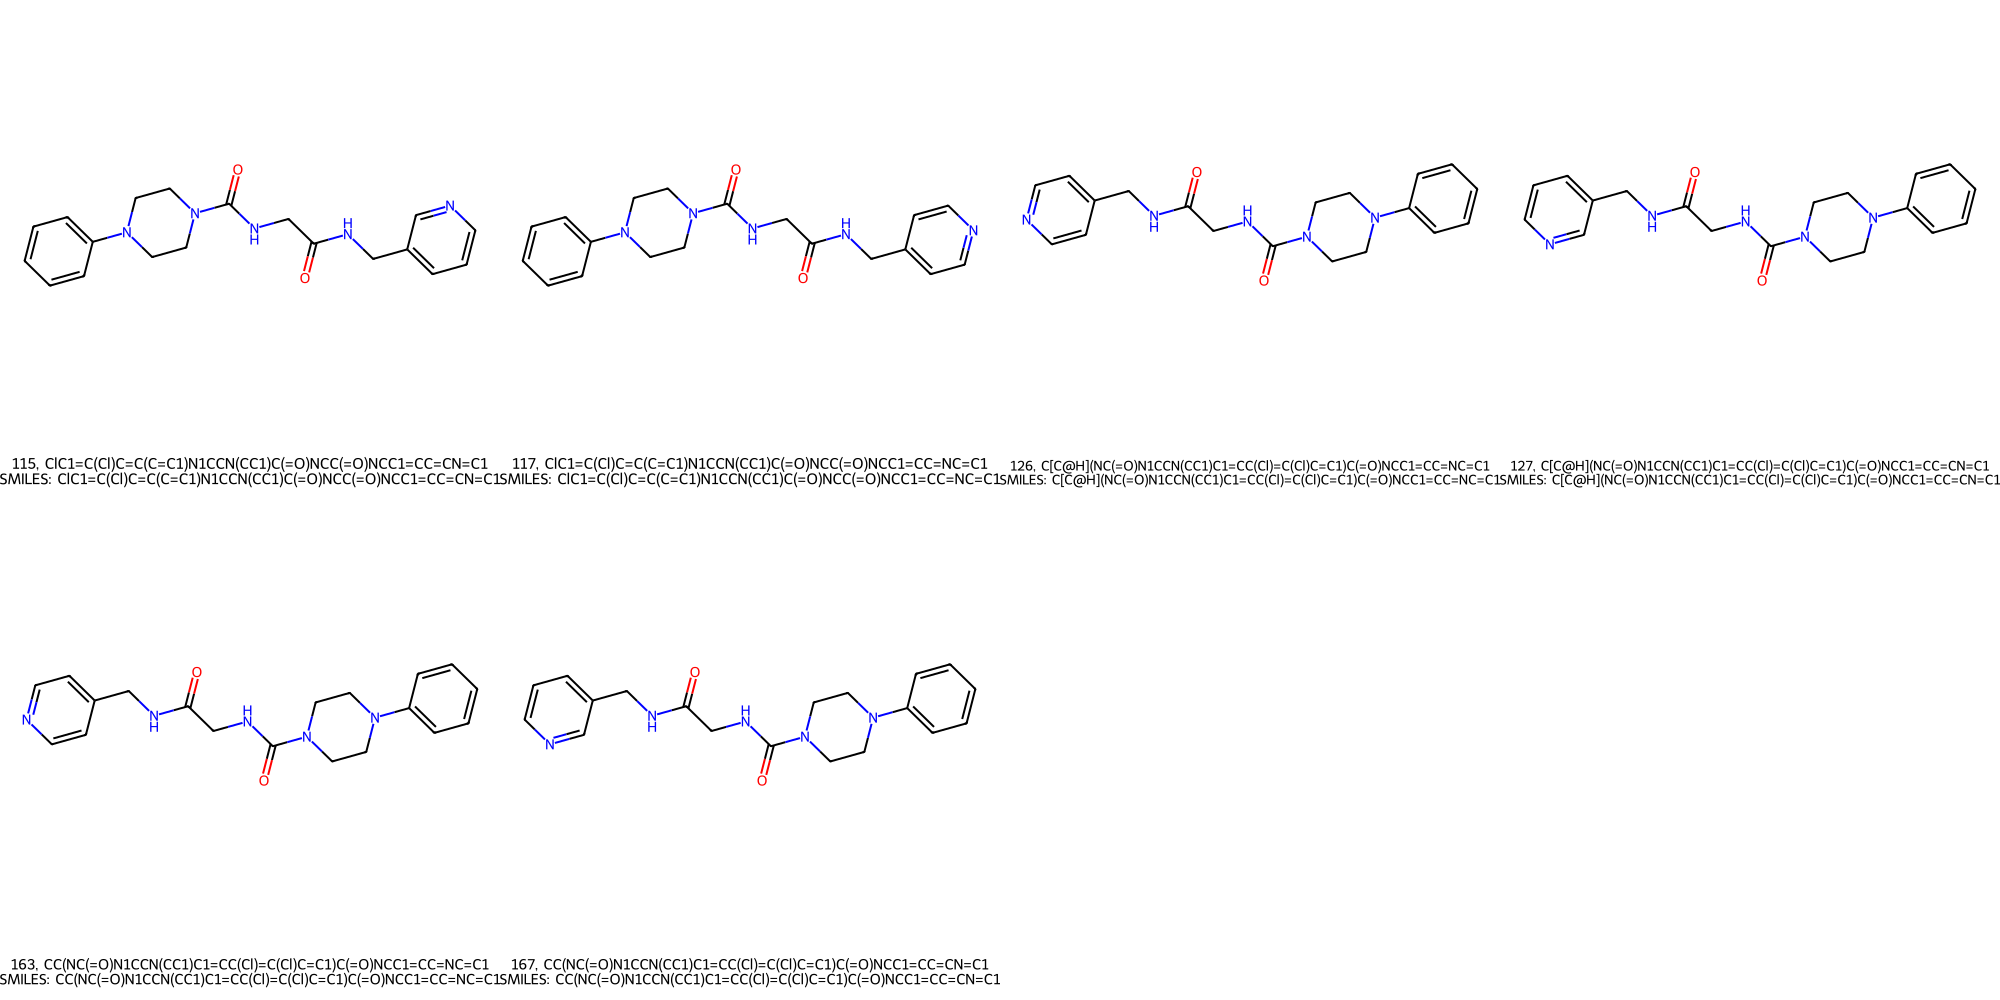 O
N
N
N
H
H
N
O
N
O
N
N
N
H
H
N
O
N
N
N
H
O
H
N
O
N
N
N
N
H
O
H
N
O
N
N
115, ClC1=C(Cl)C=C(C=C1)N1CCN(CC1)C(=O)NCC(=O)NCC1=CC=CN=C1
SMILES: ClC1=C(Cl)C=C(C=C1)N1CCN(CC1)C(=O)NCC(=O)NCC1=CC=CN=C1
117, ClC1=C(Cl)C=C(C=C1)N1CCN(CC1)C(=O)NCC(=O)NCC1=CC=NC=C1
SMILES: ClC1=C(Cl)C=C(C=C1)N1CCN(CC1)C(=O)NCC(=O)NCC1=CC=NC=C1
126, C[C@H](NC(=O)N1CCN(CC1)C1=CC(Cl)=C(Cl)C=C1)C(=O)NCC1=CC=NC=C1
SMILES: C[C@H](NC(=O)N1CCN(CC1)C1=CC(Cl)=C(Cl)C=C1)C(=O)NCC1=CC=NC=C1
127, C[C@H](NC(=O)N1CCN(CC1)C1=CC(Cl)=C(Cl)C=C1)C(=O)NCC1=CC=CN=C1
SMILES: C[C@H](NC(=O)N1CCN(CC1)C1=CC(Cl)=C(Cl)C=C1)C(=O)NCC1=CC=CN=C1
N
N
H
O
H
N
O
N
N
N
N
H
O
H
N
O
N
N
163, CC(NC(=O)N1CCN(CC1)C1=CC(Cl)=C(Cl)C=C1)C(=O)NCC1=CC=NC=C1
SMILES: CC(NC(=O)N1CCN(CC1)C1=CC(Cl)=C(Cl)C=C1)C(=O)NCC1=CC=NC=C1
167, CC(NC(=O)N1CCN(CC1)C1=CC(Cl)=C(Cl)C=C1)C(=O)NCC1=CC=CN=C1
SMILES: CC(NC(=O)N1CCN(CC1)C1=CC(Cl)=C(Cl)C=C1)C(=O)NCC1=CC=CN=C1